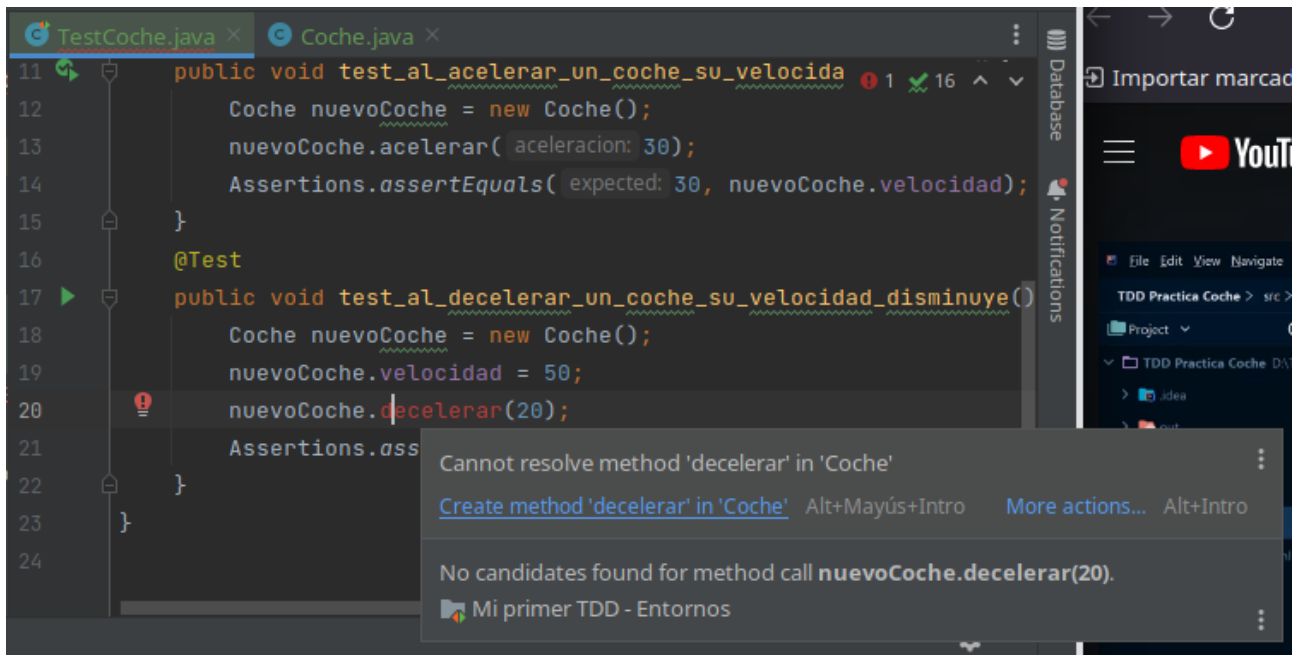 TestCoche.java
Coche.java
11 public void test_al_acelerar_un_coche_su_velocida 1 16
12 Coche nuevoCoche = new Coche();
13 nuevoCoche.acelerar( aceleracion: 30);
14 Assertions.assertEquals( expected: 30, nuevoCoche.velocidad);
15 }
16 @Test
17 public void test_al_decelerar_un_coche_su_velocidad_disminuye()
18 Coche nuevoCoche = new Coche();
19 nuevoCoche.velocidad = 50;
20 nuevoCoche.decelerar(20);
21 Assertions.ass
22 }
23 }
24
Cannot resolve method 'decelerar' in 'Coche'
Create method 'decelerar' in 'Coche' Alt+Mayús+Intro More actions... Alt+Intro
No candidates found for method call nuevoCoche.decelerar(20).
Mi primer TDD - Entornos
Database
Notifications
Importar marcad
YouT
File Edit View Navigate
TDD Practica Coche > src >
Project
TDD Practica Coche D:\
.idea
out